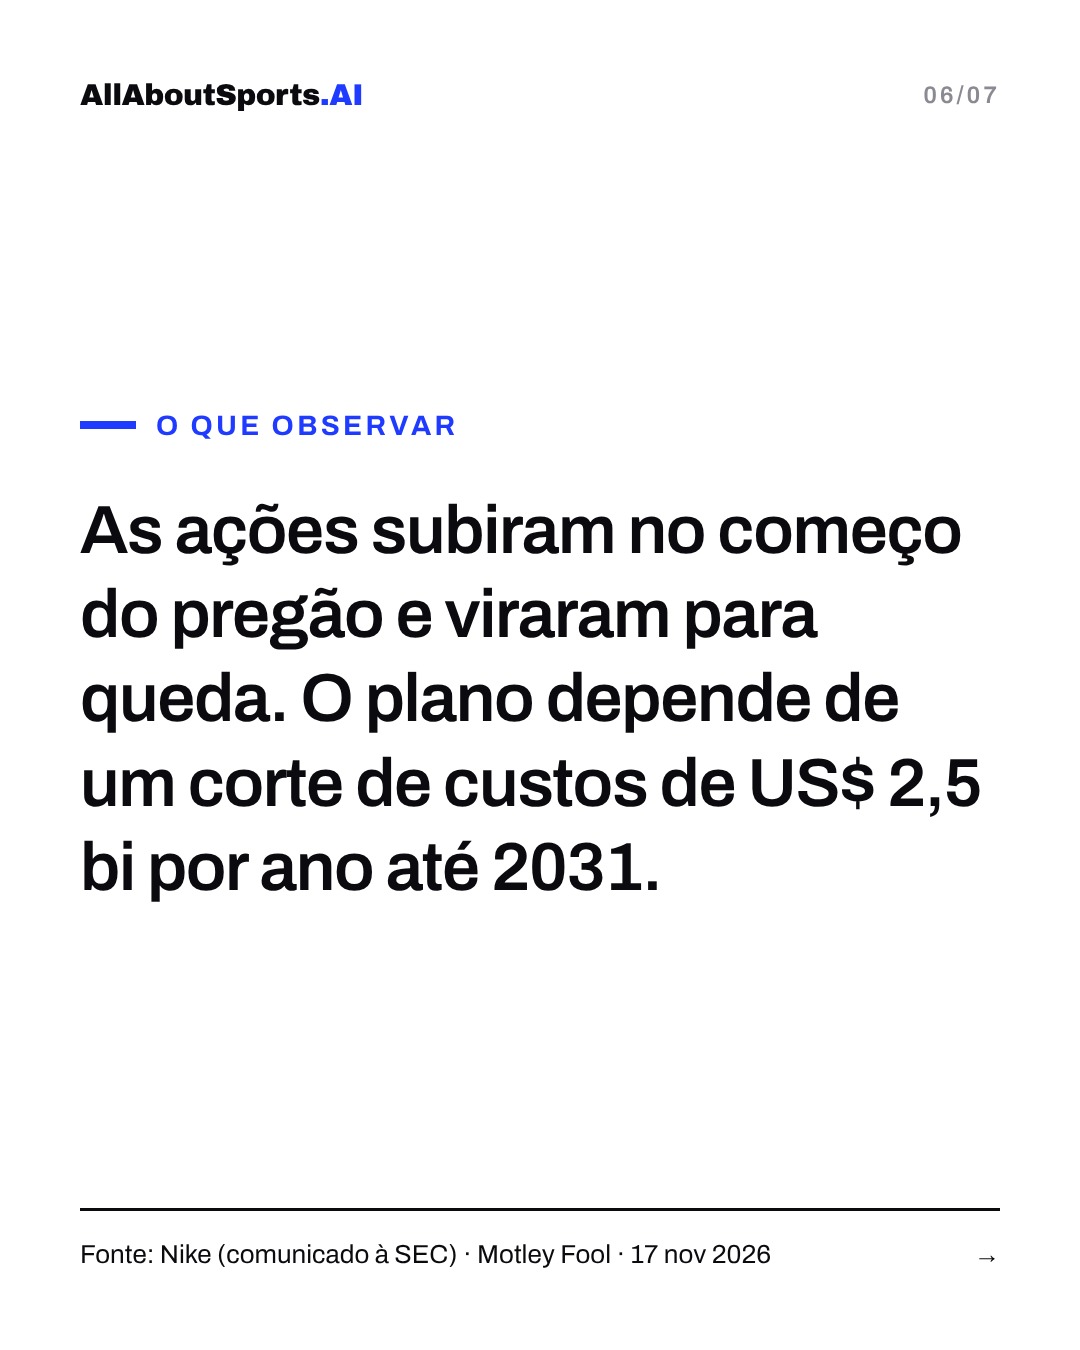 AllAboutSports.AI
06/07
O QUE OBSERVAR
As ações subiram no começo
do pregão e viraram para
queda. O plano depende de
um corte de custos de US$ 2,5
bi por ano até 2031.
Fonte: Nike (comunicado à SEC) · Motley Fool · 17 nov 2026
→